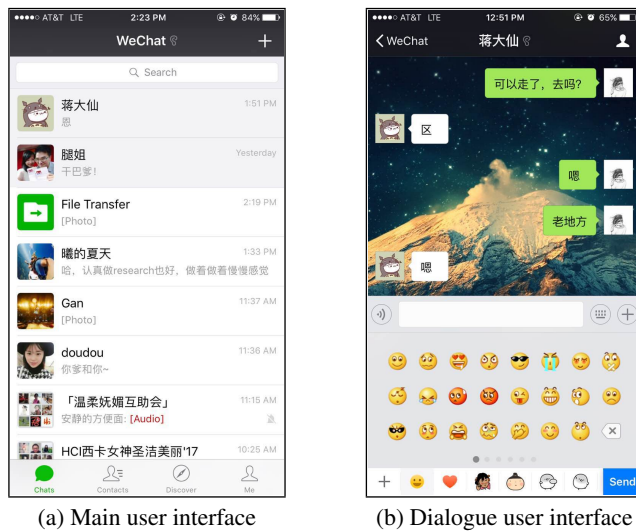 AT&T LTE 2:23 PM 84%
WeChat
Search
蒋大仙 1:51 PM
恩
腿姐 Yesterday
干巴爹!
File Transfer 2:19 PM
[Photo]
曦的夏天 1:33 PM
哈，认真做research也好，做着做着慢慢感觉
Gan 11:37 AM
[Photo]
doudou 11:36 AM
你爹和你~
「温柔妩媚互助会」 11:15 AM
安静的方便面: [Audio]
HCI西卡女神圣洁美丽'17 10:25 AM
Chats Contacts Discover Me
(a) Main user interface
AT&T LTE 12:51 PM 65%
WeChat 蒋大仙
可以走了，去吗?
区
嗯
老地方
嗯
Send
(b) Dialogue user interface